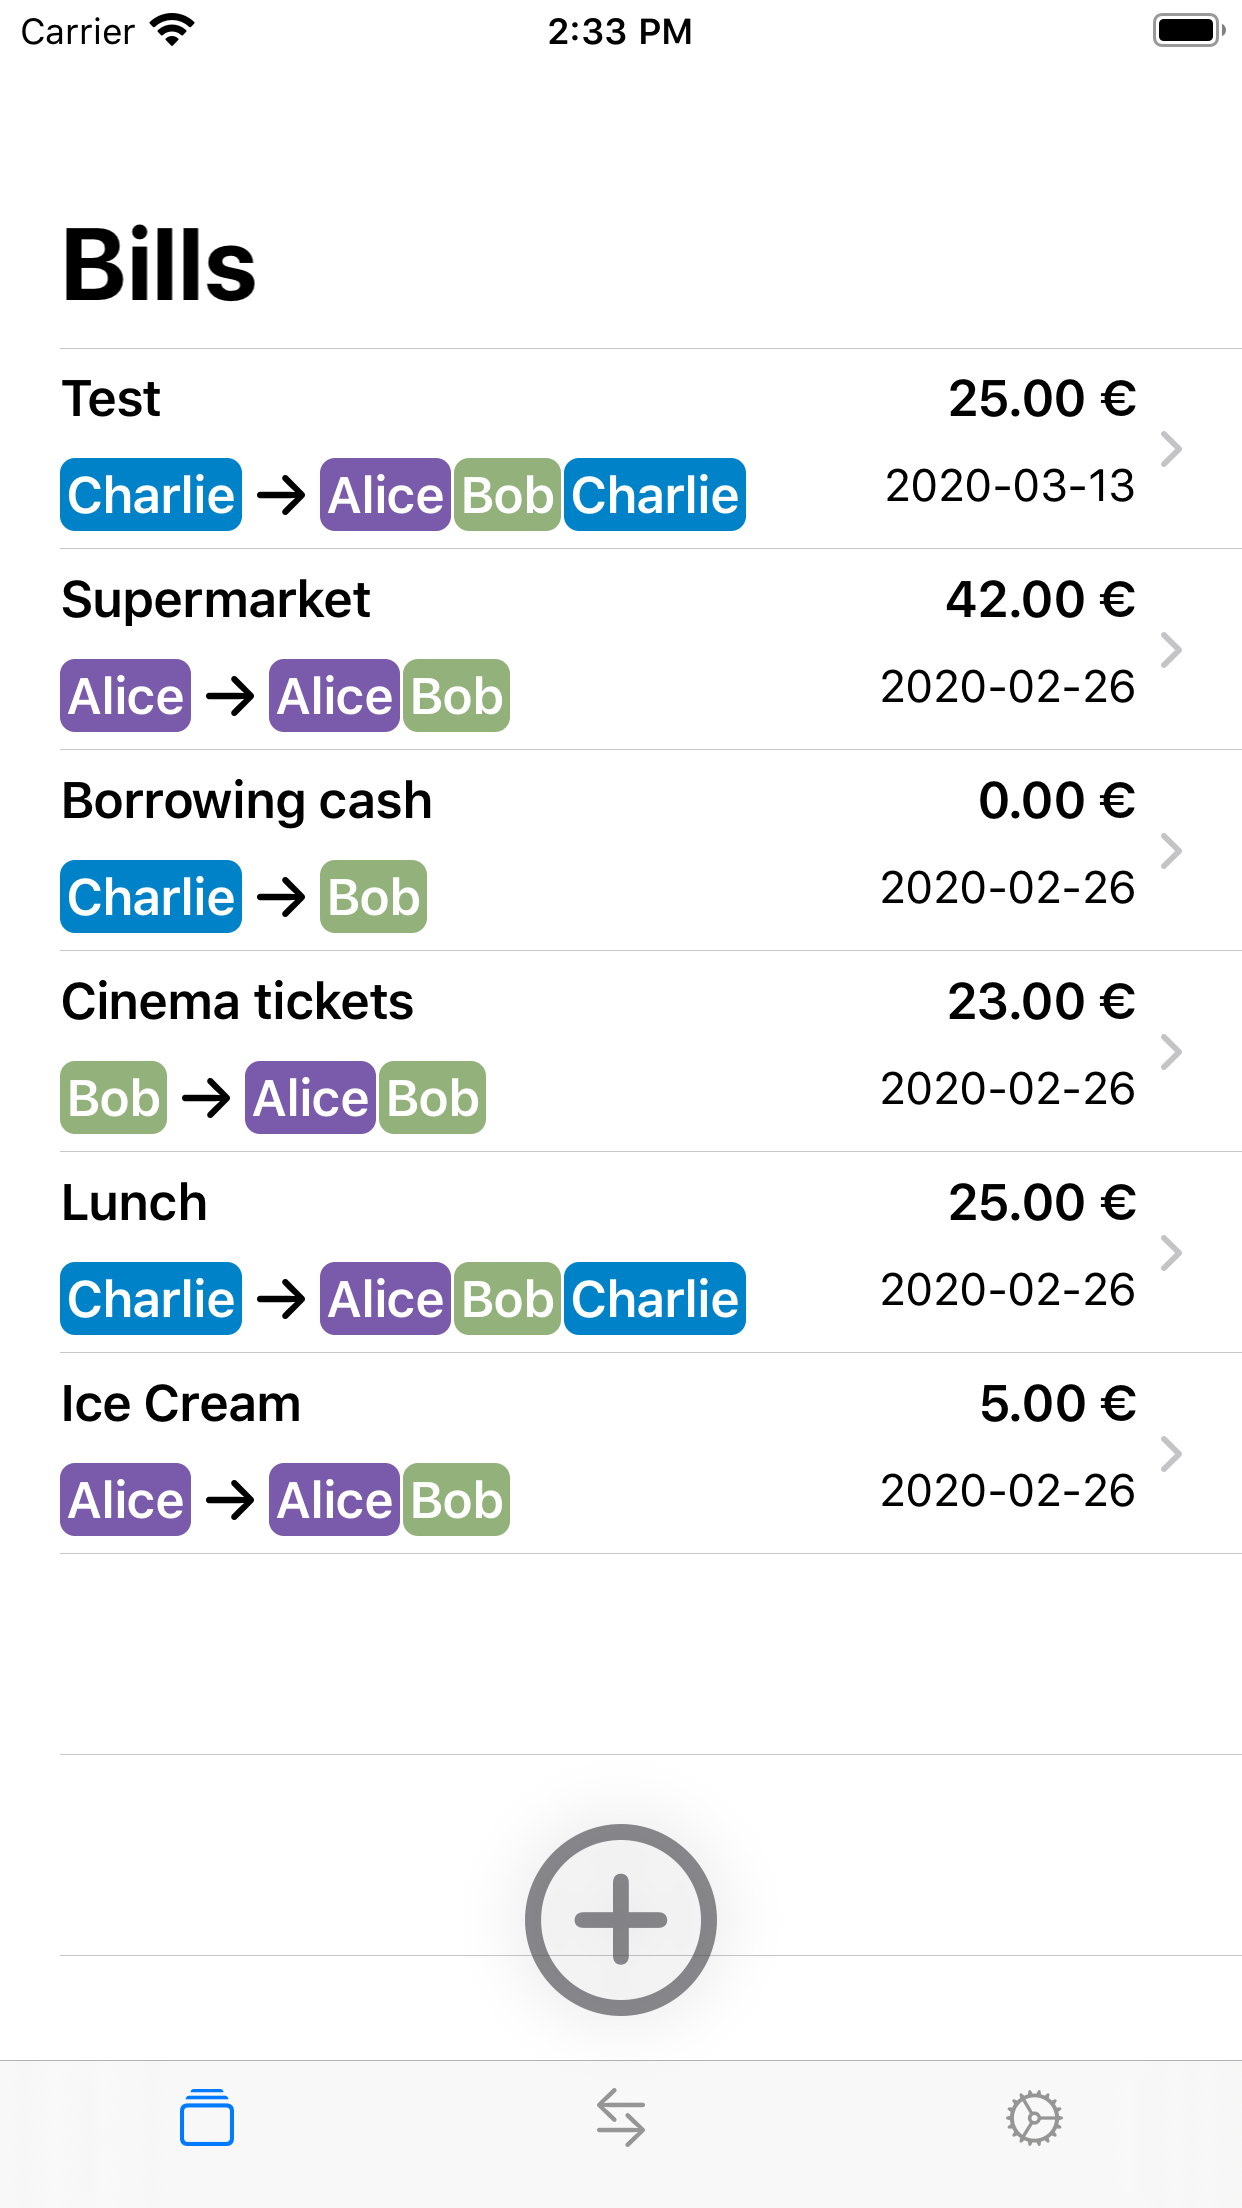 Carrier 2:33 PM
Bills
Test 25.00 €
Charlie → Alice Bob Charlie 2020-03-13
Supermarket 42.00 €
Alice → Alice Bob 2020-02-26
Borrowing cash 0.00 €
Charlie → Bob 2020-02-26
Cinema tickets 23.00 €
Bob → Alice Bob 2020-02-26
Lunch 25.00 €
Charlie → Alice Bob Charlie 2020-02-26
Ice Cream 5.00 €
Alice → Alice Bob 2020-02-26